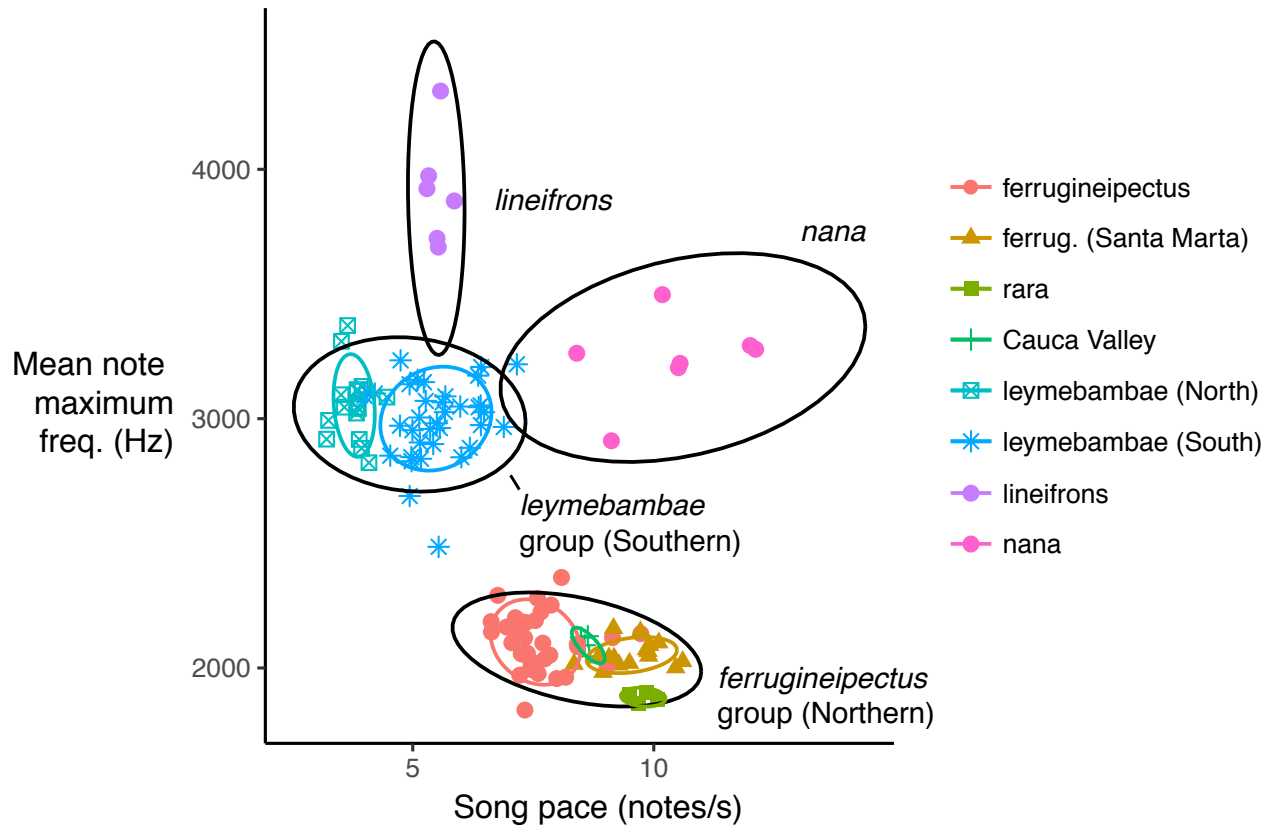 4000
3000
2000
5
10
Mean note
maximum
freq. (Hz)
Song pace (notes/s)
lineifrons
nana
leymebambae
group (Southern)
ferrugineipectus
group (Northern)
ferrugineipectus
ferrug. (Santa Marta)
rara
Cauca Valley
leymebambae (North)
leymebambae (South)
lineifrons
nana